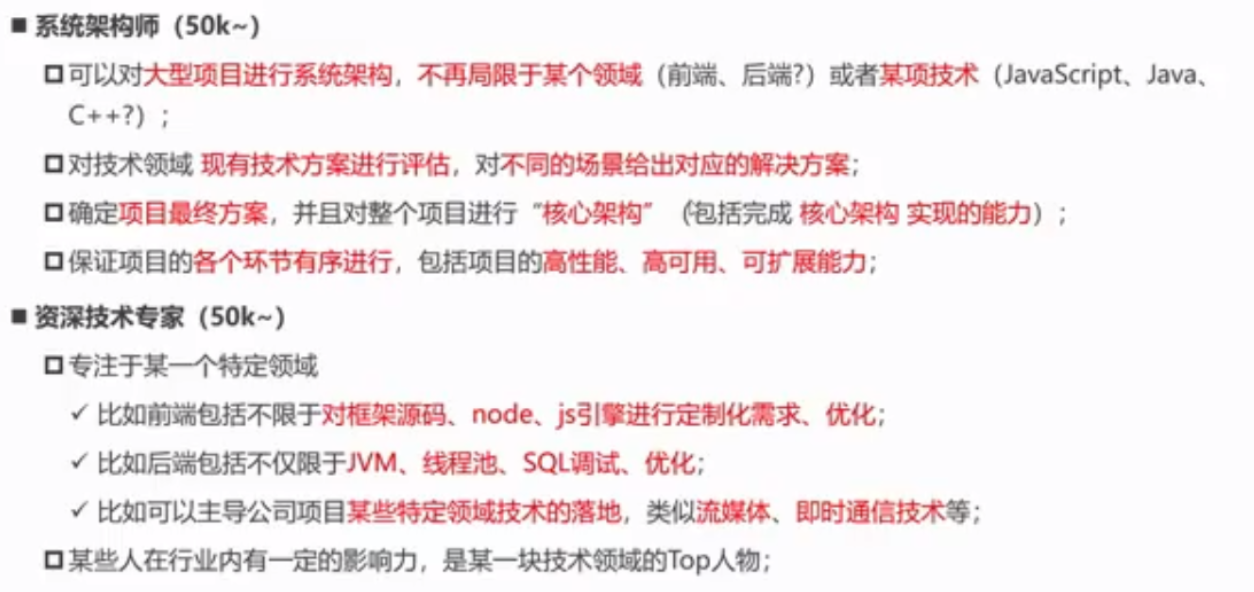 ■ 系统架构师（50k~）
□ 可以对大型项目进行系统架构，不再局限于某个领域（前端、后端?）或者某项技术（JavaScript、Java、
C++?）;
□ 对技术领域 现有技术方案进行评估，对不同的场景给出对应的解决方案;
□ 确定项目最终方案，并且对整个项目进行“核心架构”（包括完成 核心架构 实现的能力）;
□ 保证项目的各个环节有序进行，包括项目的高性能、高可用、可扩展能力;
■ 资深技术专家（50k~）
□ 专注于某一个特定领域
✓ 比如前端包括不限于对框架源码、node、js引擎进行定制化需求、优化;
✓ 比如后端包括不仅限于JVM、线程池、SQL调试、优化;
✓ 比如可以主导公司项目某些特定领域技术的落地，类似流媒体、即时通信技术等;
□ 某些人在行业内有一定的影响力，是某一块技术领域的Top人物;